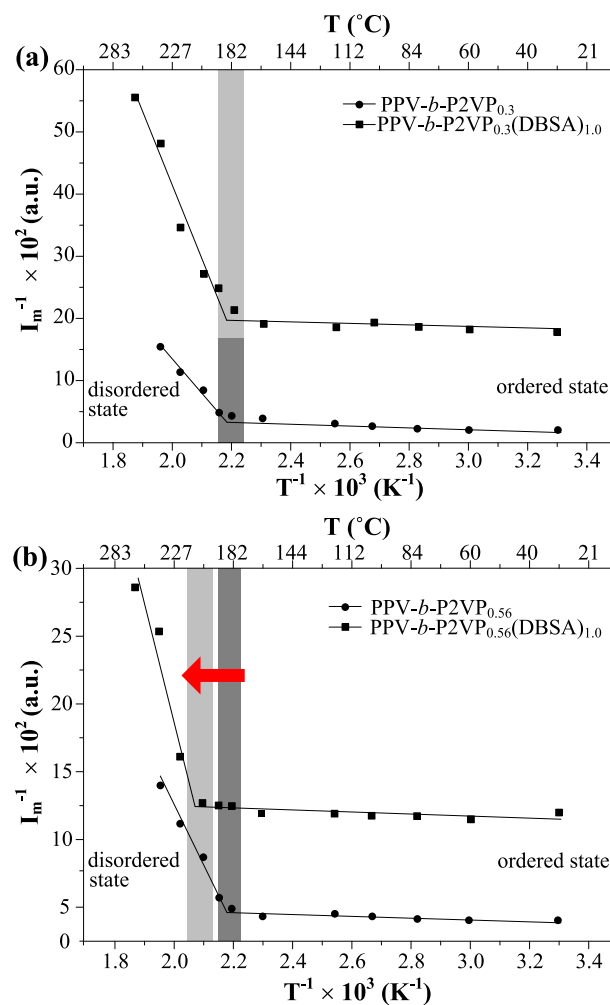 T (˚C)
283 227 182 144 112 84 60 30 21
(a)
60
50
40
30
20
10
0
I_m⁻¹ × 10² (a.u.)
PPV-b-P2VP₀.₃
PPV-b-P2VP₀.₃(DBSA)₁.₀
disordered
state
ordered state
1.8 2.0 2.2 2.4 2.6 2.8 3.0 3.2 3.4
T⁻¹ × 10³ (K⁻¹)
T (˚C)
283 227 182 144 112 84 60 30 21
(b)
30
25
20
15
10
5
0
I_m⁻¹ × 10² (a.u.)
PPV-b-P2VP₀.₅₆
PPV-b-P2VP₀.₅₆(DBSA)₁.₀
disordered
state
ordered state
1.8 2.0 2.2 2.4 2.6 2.8 3.0 3.2 3.4
T⁻¹ × 10³ (K⁻¹)